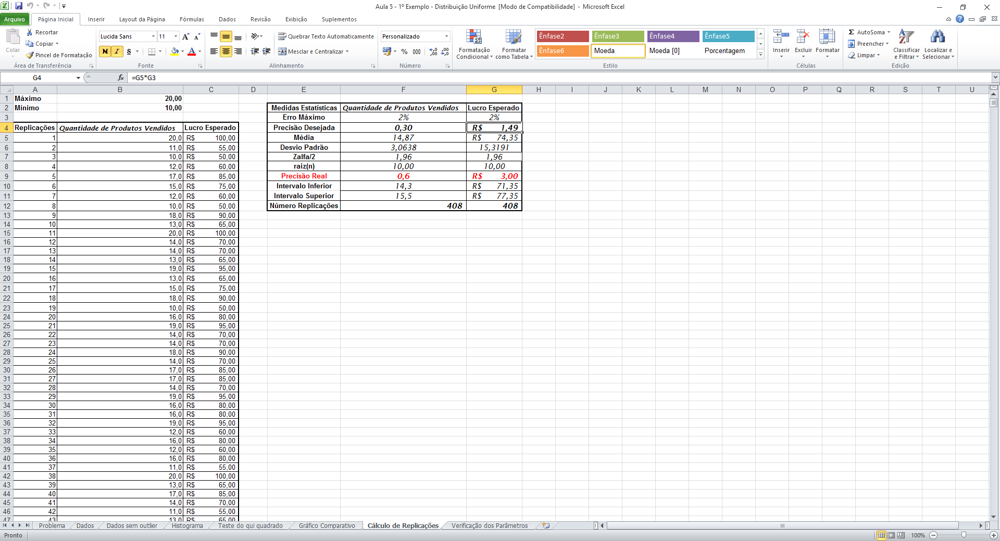 Aula 5 - 1º Exemplo - Distribuição Uniforme [Modo de Compatibilidade] - Microsoft Excel
Arquivo Página Inicial Inserir Layout da Página Fórmulas Dados Revisão Exibição Suplementos
Colar
Recortar
Copiar
Pincel de Formatação
Área de Transferência
Lucida Sans 11
N I S A
Fonte
Quebrar Texto Automaticamente
Mesclar e Centralizar
Alinhamento
Personalizado
% 000
Número
Formatação Condicional
Formatar como Tabela
Ênfase2 Ênfase3 Ênfase4 Ênfase5
Ênfase6 Moeda Moeda [0] Porcentagem
Estilo
Inserir Excluir Formatar
Células
Σ AutoSoma
Preencher
Limpar
Classificar e Filtrar
Localizar e Selecionar
Edição
G4 fx =G5*G3
A B C D E F G H I J K L M N O P Q R S T U
1 Máximo 20,00
2 Mínimo 10,00 Medidas Estatísticas Quantidade de Produtos Vendidos Lucro Esperado
3 Erro Máximo 2% 2%
4 Replicações Quantidade de Produtos Vendidos Lucro Esperado Precisão Desejada 0,30 R$ 1,49
5 1 20,0 R$ 100,00 Média 14,87 R$ 74,35
6 2 11,0 R$ 55,00 Desvio Padrão 3,0638 15,3191
7 3 10,0 R$ 50,00 Zalfa/2 1,96 1,96
8 4 12,0 R$ 60,00 raiz(n) 10,00 10,00
9 5 17,0 R$ 85,00 Precisão Real 0,6 R$ 3,00
10 6 15,0 R$ 75,00 Intervalo Inferior 14,3 R$ 71,35
11 7 12,0 R$ 60,00 Intervalo Superior 15,5 R$ 77,35
12 8 10,0 R$ 50,00 Número Replicações 408 408
13 9 18,0 R$ 90,00
14 10 13,0 R$ 65,00
15 11 20,0 R$ 100,00
16 12 14,0 R$ 70,00
17 13 14,0 R$ 70,00
18 14 13,0 R$ 65,00
19 15 19,0 R$ 95,00
20 16 13,0 R$ 65,00
21 17 15,0 R$ 75,00
22 18 18,0 R$ 90,00
23 19 10,0 R$ 50,00
24 20 16,0 R$ 80,00
25 21 19,0 R$ 95,00
26 22 14,0 R$ 70,00
27 23 14,0 R$ 70,00
28 24 18,0 R$ 90,00
29 25 14,0 R$ 70,00
30 26 17,0 R$ 85,00
31 27 17,0 R$ 85,00
32 28 14,0 R$ 70,00
33 29 19,0 R$ 95,00
34 30 16,0 R$ 80,00
35 31 16,0 R$ 80,00
36 32 19,0 R$ 95,00
37 33 12,0 R$ 60,00
38 34 16,0 R$ 80,00
39 35 12,0 R$ 60,00
40 36 16,0 R$ 80,00
41 37 11,0 R$ 55,00
42 38 20,0 R$ 100,00
43 39 13,0 R$ 65,00
44 40 17,0 R$ 85,00
45 41 14,0 R$ 70,00
46 42 11,0 R$ 55,00
47 43 13,0 R$ 65,00
Problema Dados Dados sem outlier Histograma Teste do qui quadrado Gráfico Comparativo Cálculo de Replicações Verificação dos Parâmetros
Pronto 100%